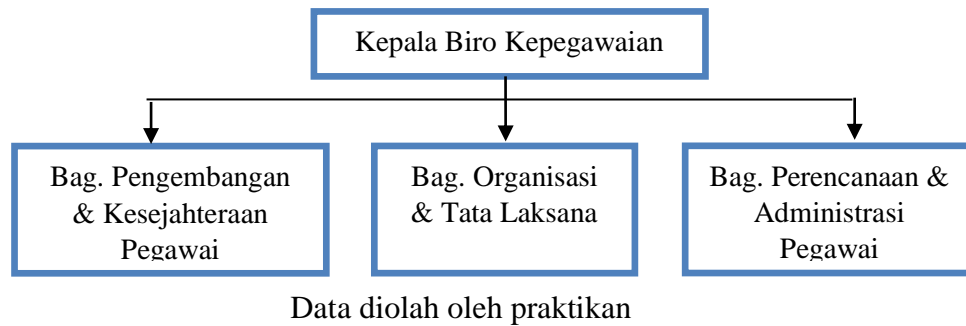 Kepala Biro Kepegawaian
Bag. Pengembangan
& Kesejahteraan
Pegawai
Bag. Organisasi
& Tata Laksana
Bag. Perencanaan &
Administrasi
Pegawai
Data diolah oleh praktikan